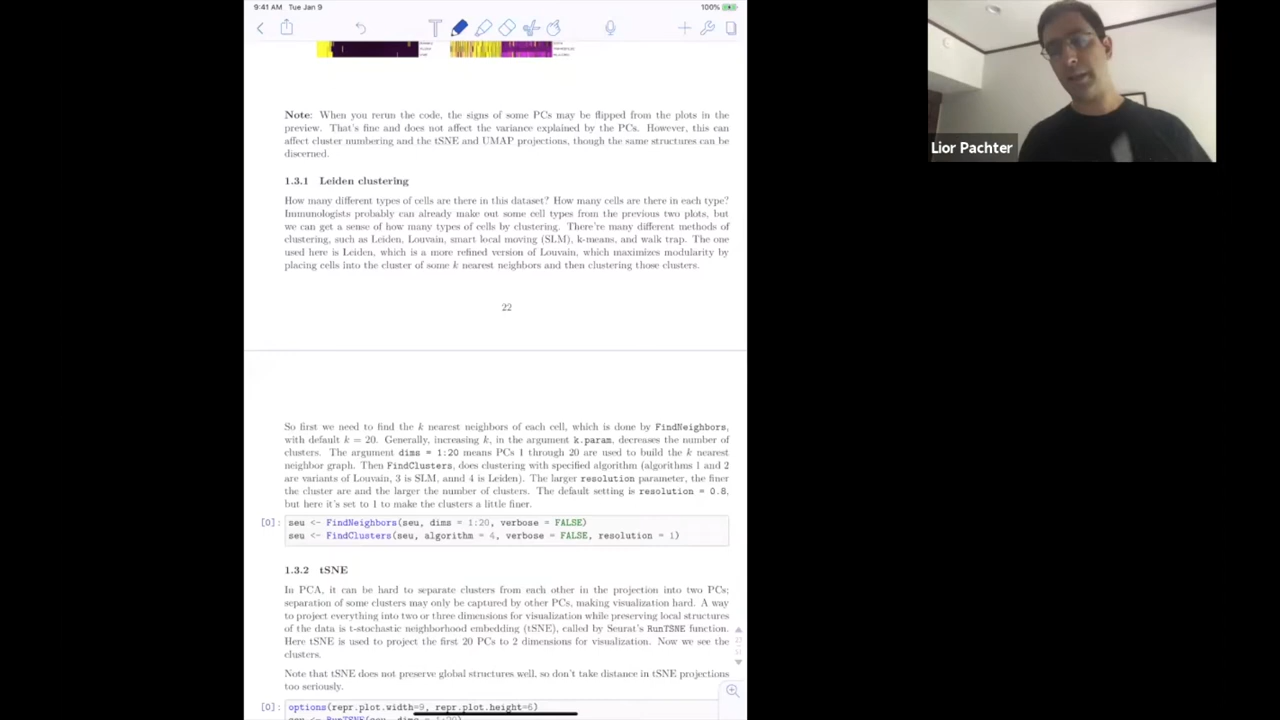 9:41 AM Tue Jan 9
100%
Note: When you rerun the code, the signs of some PCs may be flipped from the plots in the
preview. That's fine and does not affect the variance explained by the PCs. However, this can
affect cluster numbering and the tSNE and UMAP projections, though the same structures can be
discerned.
1.3.1 Leiden clustering
How many different types of cells are there in this dataset? How many cells are there in each type?
Immunologists probably can already make out some cell types from the previous two plots, but
we can get a sense of how many types of cells by clustering. There're many different methods of
clustering, such as Leiden, Louvain, smart local moving (SLM), k-means, and walk trap. The one
used here is Leiden, which is a more refined version of Louvain, which maximizes modularity by
placing cells into the cluster of some k nearest neighbors and then clustering those clusters.
22
So first we need to find the k nearest neighbors of each cell, which is done by FindNeighbors,
with default k = 20. Generally, increasing k, in the argument k.param, decreases the number of
clusters. The argument dims = 1:20 means PCs 1 through 20 are used to build the k nearest
neighbor graph. Then FindClusters, does clustering with specified algorithm (algorithms 1 and 2
are variants of Louvain, 3 is SLM, annd 4 is Leiden). The larger resolution parameter, the finer
the cluster are and the larger the number of clusters. The default setting is resolution = 0.8,
but here it's set to 1 to make the clusters a little finer.
[0]: seu <- FindNeighbors(seu, dims = 1:20, verbose = FALSE)
seu <- FindClusters(seu, algorithm = 4, verbose = FALSE, resolution = 1)
1.3.2 tSNE
In PCA, it can be hard to separate clusters from each other in the projection into two PCs;
separation of some clusters may only be captured by other PCs, making visualization hard. A way
to project everything into two or three dimensions for visualization while preserving local structures
of the data is t-stochastic neighborhood embedding (tSNE), called by Seurat's RunTSNE function.
Here tSNE is used to project the first 20 PCs to 2 dimensions for visualization. Now we see the
clusters.
Note that tSNE does not preserve global structures well, so don't take distance in tSNE projections
too seriously.
[0]: options(repr.plot.width=9, repr.plot.height=6)
seu <- RunTSNE(seu, dims = 1:20)
Lior Pachter